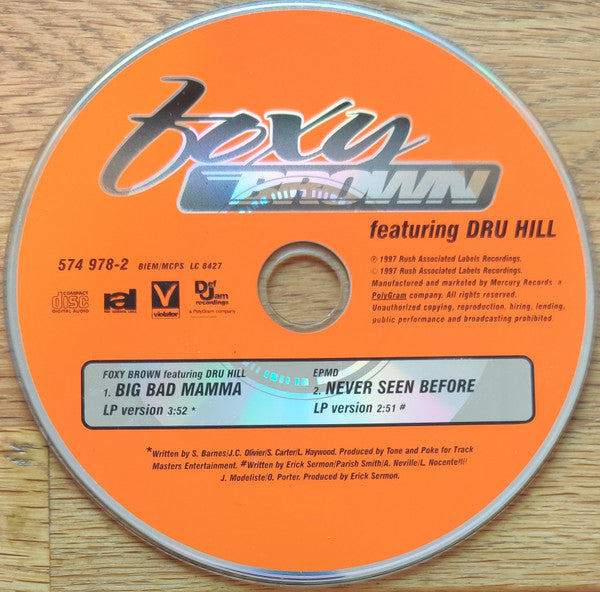 foxy
BROWN
featuring DRU HILL
574 978-2 BIEM/MCPS LC 8427
COMPACT
disc
DIGITAL AUDIO
ral
RUSH ASSOCIATED LABELS
V
violator
Def Jam
recordings
a PolyGram company
℗ 1997 Rush Associated Labels Recordings.
© 1997 Rush Associated Labels Recordings.
Manufactured and marketed by Mercury Records a
PolyGram company. All rights reserved.
Unauthorized copying, reproduction, hiring, lending,
public performance and broadcasting prohibited.
FOXY BROWN featuring DRU HILL
1. BIG BAD MAMMA
LP version 3:52 *
EPMD
2. NEVER SEEN BEFORE
LP version 2:51 #
*Written by S. Barnes/J.C. Olivier/S. Carter/L. Haywood. Produced by Tone and Poke for Track
Masters Entertainment. #Written by Erick Sermon/Parish Smith/A. Neville/L. Nocentelli/
J. Modeliste/O. Porter. Produced by Erick Sermon.